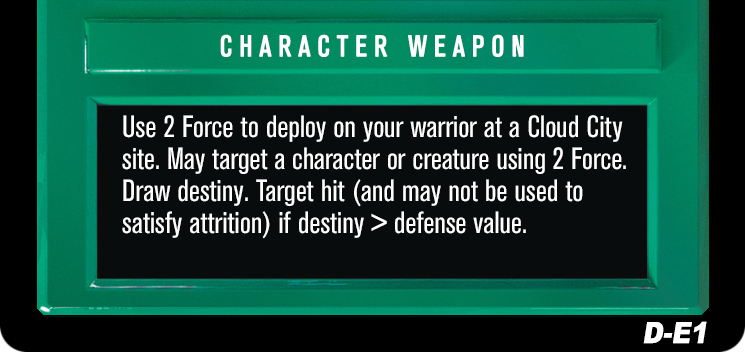 CHARACTER WEAPON
Use 2 Force to deploy on your warrior at a Cloud City
site. May target a character or creature using 2 Force.
Draw destiny. Target hit (and may not be used to
satisfy attrition) if destiny > defense value.
D-E1